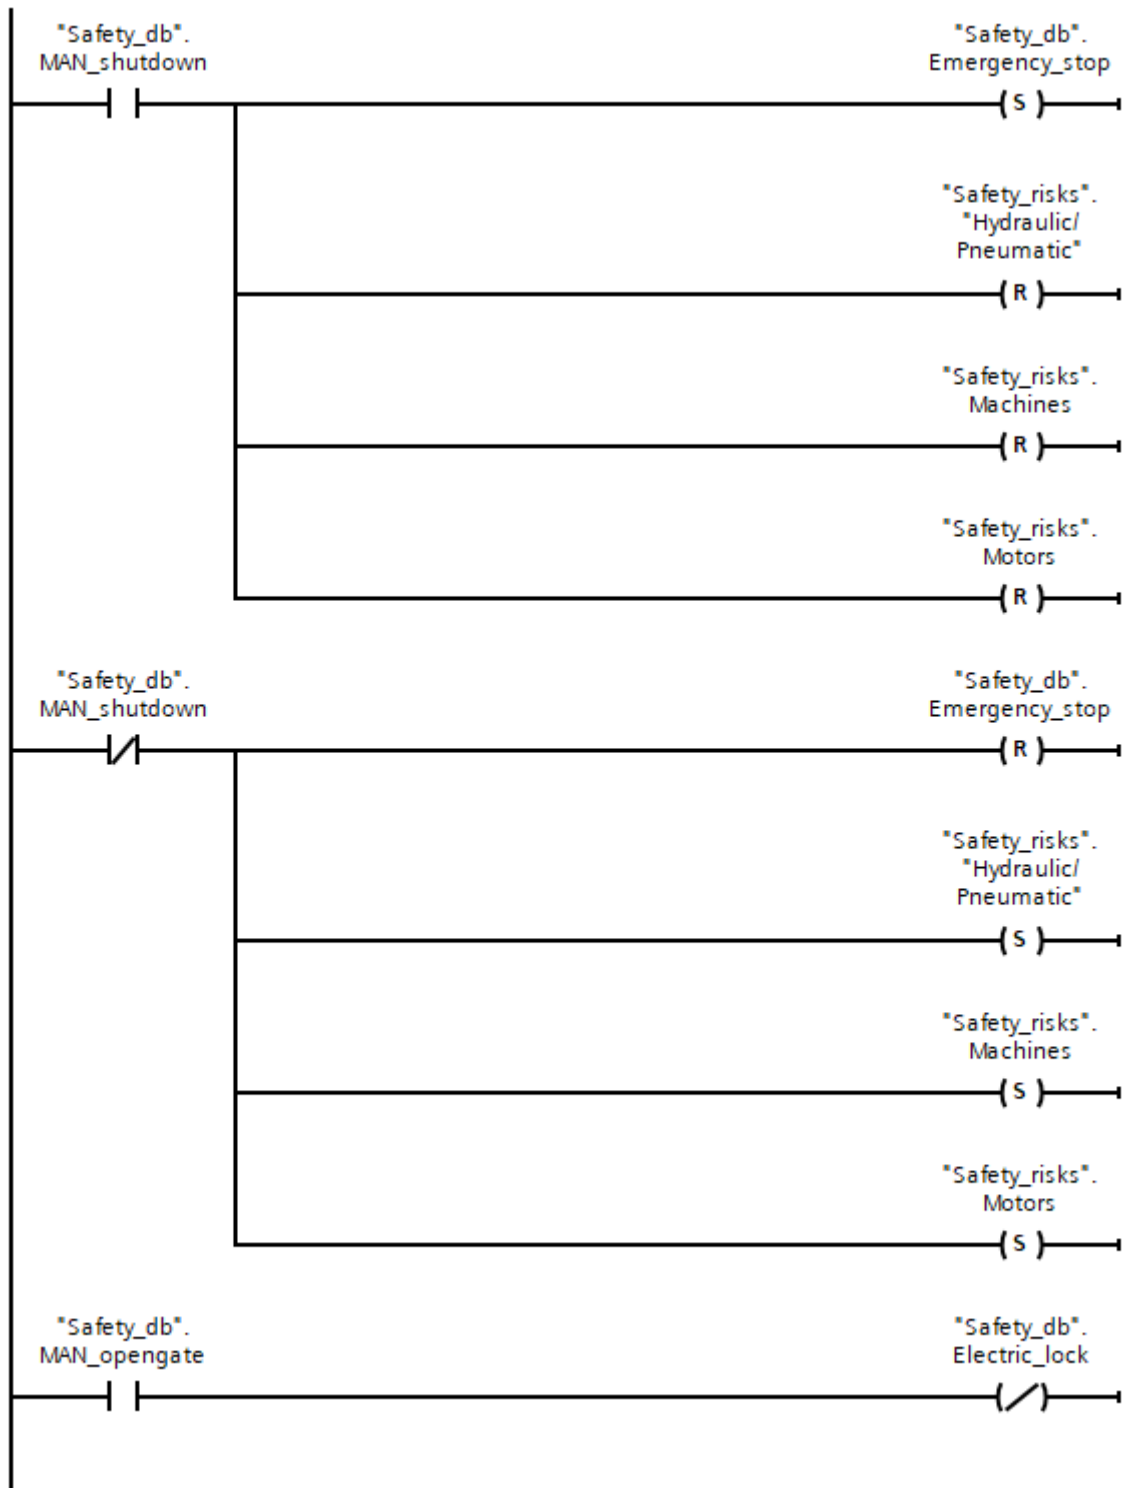 "Safety_db".
MAN_shutdown
"Safety_db".
Emergency_stop
S
"Safety_risks".
"Hydraulic/
Pneumatic"
R
"Safety_risks".
Machines
R
"Safety_risks".
Motors
R
"Safety_db".
MAN_shutdown
"Safety_db".
Emergency_stop
R
"Safety_risks".
"Hydraulic/
Pneumatic"
S
"Safety_risks".
Machines
S
"Safety_risks".
Motors
S
"Safety_db".
MAN_opengate
"Safety_db".
Electric_lock